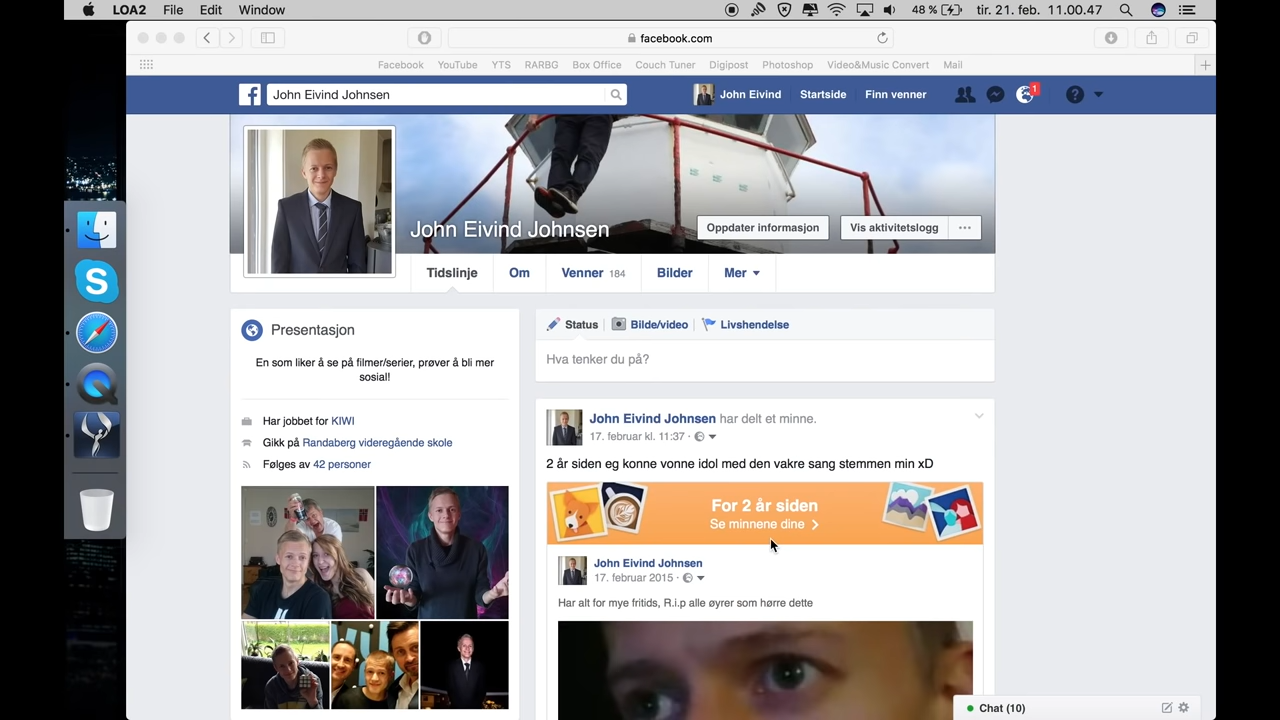 LOA2 File Edit Window 48 % tir. 21. feb. 11.00.47
facebook.com
Facebook YouTube YTS RARBG Box Office Couch Tuner Digipost Photoshop Video&Music Convert Mail
John Eivind Johnsen John Eivind Startside Finn venner 1
John Eivind Johnsen Oppdater informasjon Vis aktivitetslogg
Tidslinje Om Venner 184 Bilder Mer
Presentasjon
En som liker å se på filmer/serier, prøver å bli mer
sosial!
Har jobbet for KIWI
Gikk på Randaberg videregående skole
Følges av 42 personer
Status Bilde/video Livshendelse
Hva tenker du på?
John Eivind Johnsen har delt et minne.
17. februar kl. 11:37 ·
2 år siden eg konne vonne idol med den vakre sang stemmen min xD
For 2 år siden
Se minnene dine
John Eivind Johnsen
17. februar 2015 ·
Har alt for mye fritids, R.i.p alle øyrer som hørre dette
Chat (10)